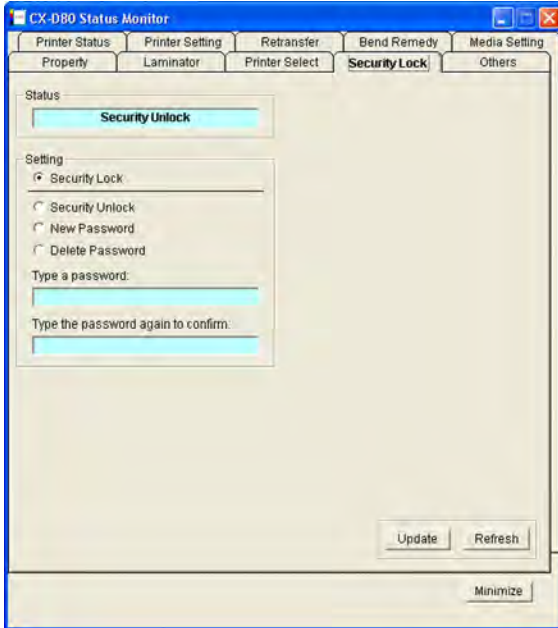 CX-D80 Status Monitor
Printer Status Printer Setting Retransfer Bend Remedy Media Setting
Property Laminator Printer Select Security Lock Others
Status
Security Unlock
Setting
Security Lock
Security Unlock
New Password
Delete Password
Type a password:
Type the password again to confirm:
Update Refresh
Minimize